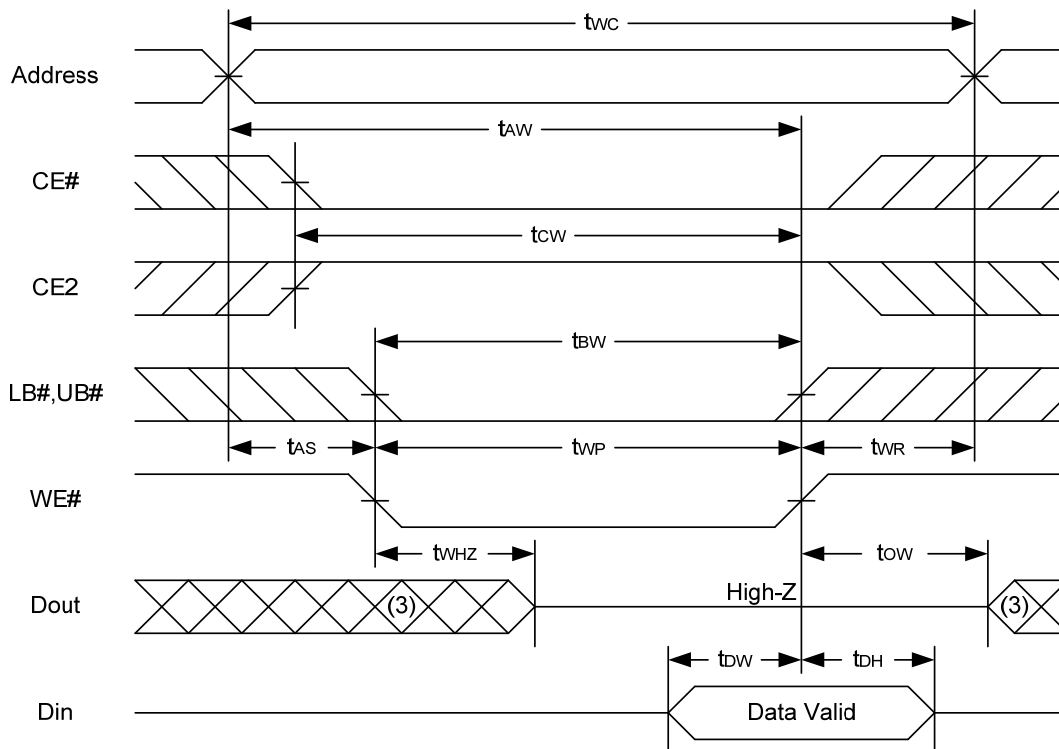 tWC
Address
tAW
CE#
tCW
CE2
tBW
LB#,UB#
tAS
tWP
tWR
WE#
tWHZ
tOW
Dout
(3)
High-Z
(3)
tDW
tDH
Din
Data Valid